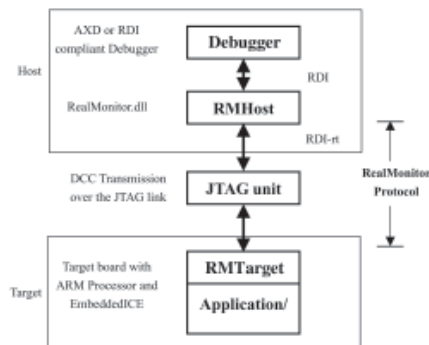 AXD or RDI
compliant Debugger
Debugger
Host
RDI
RealMonitor.dll
RMHost
RDI-rt
DCC Transmission
over the JTAG link
JTAG unit
RealMonitor
Protocol
Target board with
ARM Processor and
EmbeddedICE
RMTarget
Target
Application/